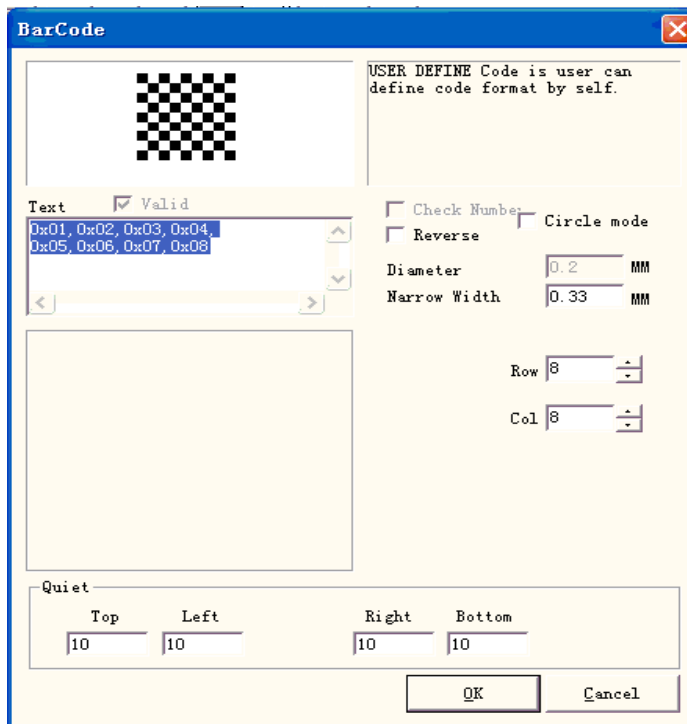 BarCode
USER DEFINE Code is user can
define code format by self.
Text
Valid
0x01, 0x02, 0x03, 0x04,
0x05, 0x06, 0x07, 0x08
Check Number
Circle mode
Reverse
Diameter 0.2 MM
Narrow Width 0.33 MM
Row 8
Col 8
Quiet
Top Left Right Bottom
10 10 10 10
OK Cancel